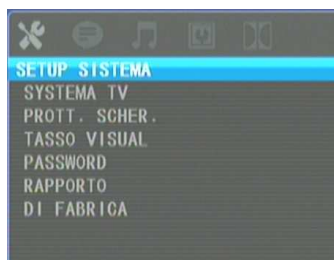 SETUP SISTEMA
SYSTEMA TV
PROTT. SCHER.
TASSO VISUAL
PASSWORD
RAPPORTO
DI FABRICA